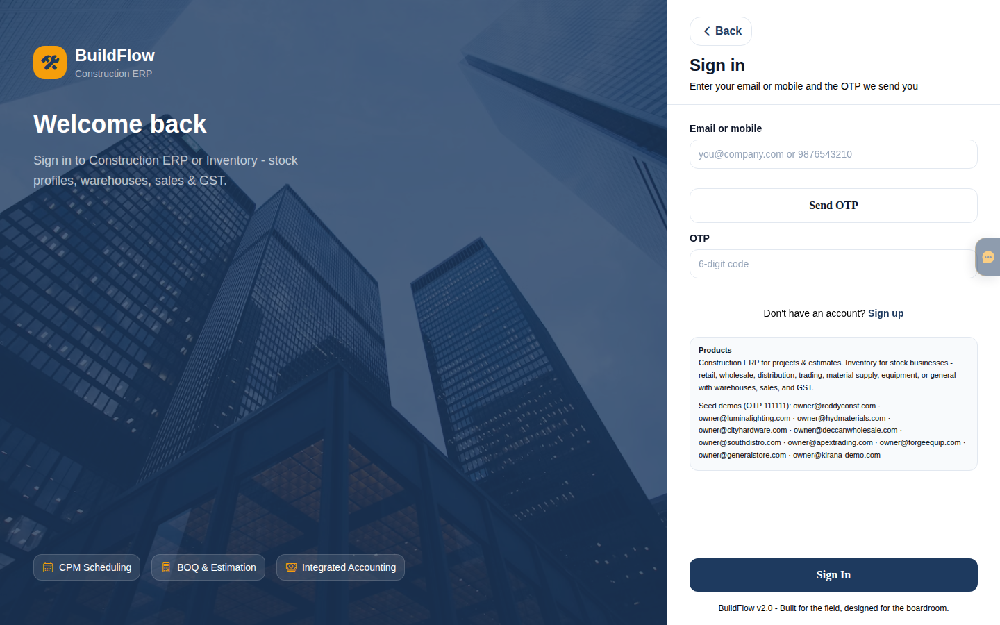 BuildFlow
Construction ERP
Welcome back
Sign in to Construction ERP or Inventory - stock
profiles, warehouses, sales & GST.
CPM Scheduling
BOQ & Estimation
Integrated Accounting
Back
Sign in
Enter your email or mobile and the OTP we send you
Email or mobile
you@company.com or 9876543210
Send OTP
OTP
6-digit code
Don't have an account? Sign up
Products
Construction ERP for projects & estimates. Inventory for stock businesses -
retail, wholesale, distribution, trading, material supply, equipment, or general -
with warehouses, sales, and GST.
Seed demos (OTP 111111): owner@reddyconst.com ·
owner@luminalighting.com · owner@hydmaterials.com ·
owner@cityhardware.com · owner@deccanwholesale.com ·
owner@southdistro.com · owner@apextrading.com · owner@forgeequip.com ·
owner@generalstore.com · owner@kirana-demo.com
Sign In
BuildFlow v2.0 - Built for the field, designed for the boardroom.